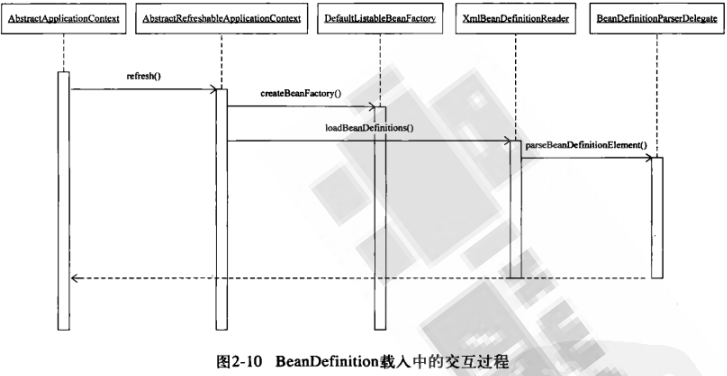 AbstractApplicationContext
AbstractRefreshableApplicationContext
DefaultListableBeanFactory
XmlBeanDefinitionReader
BeanDefinitionParserDelegate
refresh()
createBeanFactory()
loadBeanDefinitions()
parseBeanDefinitionElement()
图2-10 BeanDefinition载入中的交互过程